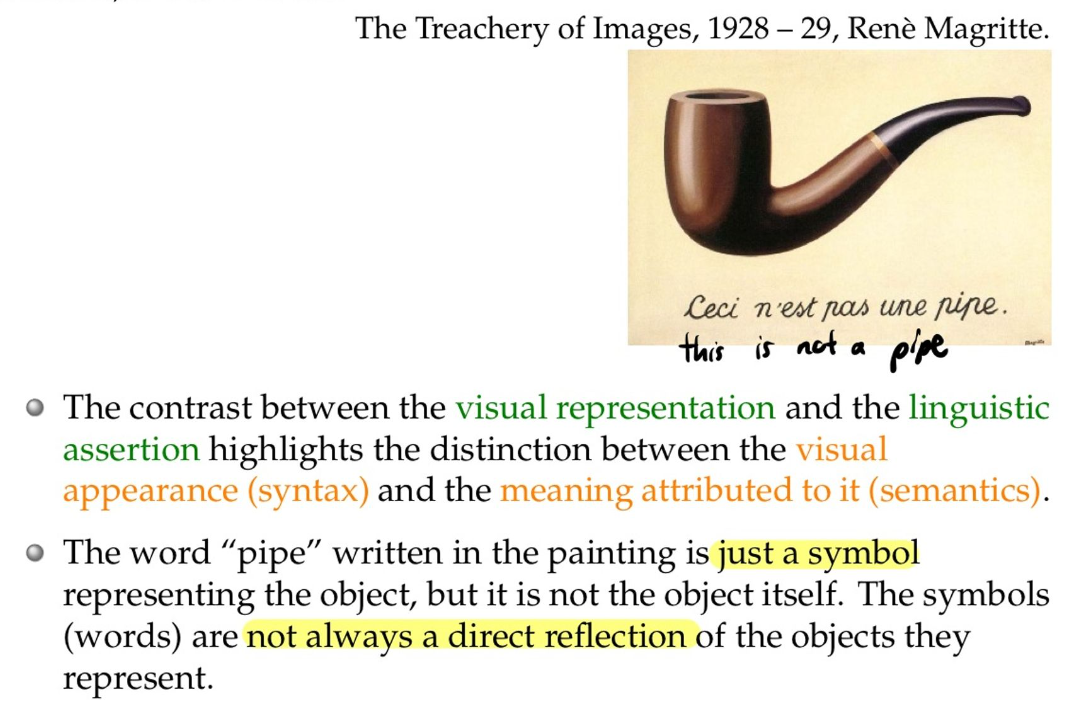 The Treachery of Images, 1928 – 29, Renè Magritte.
Ceci n'est pas une pipe.
this is not a pipe
Magritte
The contrast between the visual representation and the linguistic
assertion highlights the distinction between the visual
appearance (syntax) and the meaning attributed to it (semantics).
The word “pipe” written in the painting is just a symbol
representing the object, but it is not the object itself. The symbols
(words) are not always a direct reflection of the objects they
represent.